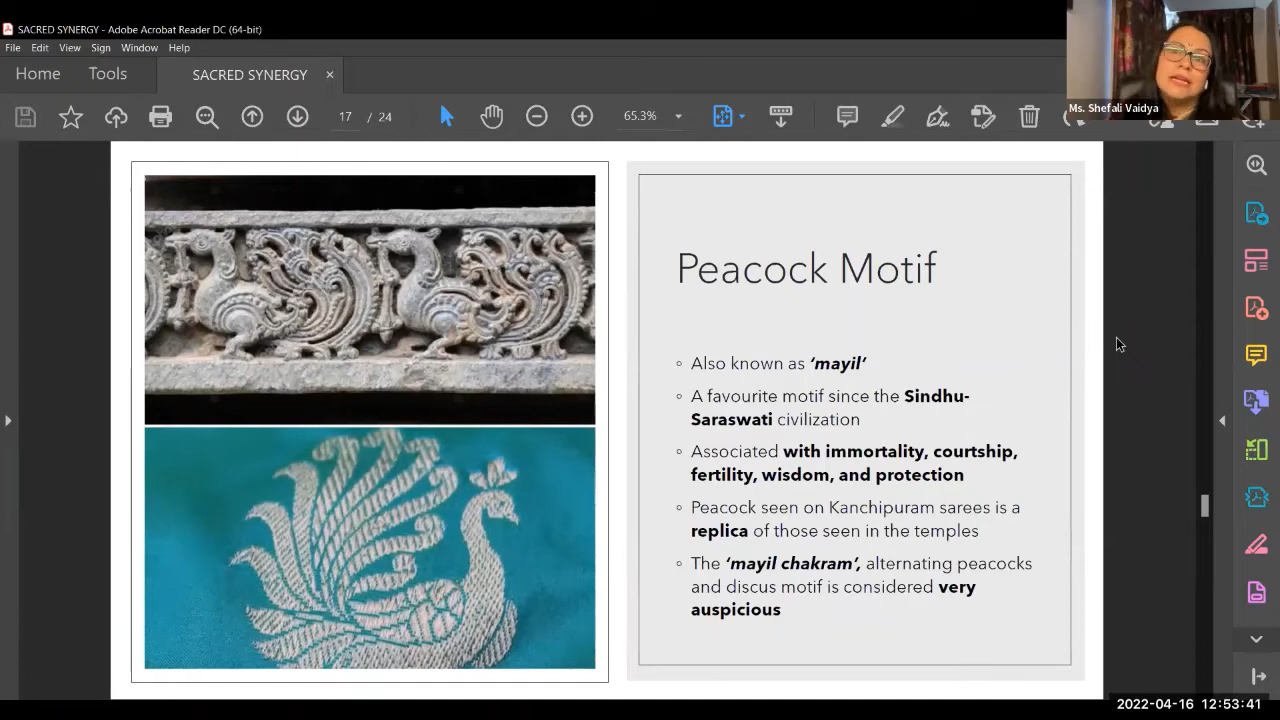 SACRED SYNERGY - Adobe Acrobat Reader DC (64-bit)
File Edit View Sign Window Help
Home Tools SACRED SYNERGY ×
17 / 24 65.3%
Ms. Shefali Vaidya
Peacock Motif
◦ Also known as ‘mayil’
◦ A favourite motif since the Sindhu-
Saraswati civilization
◦ Associated with immortality, courtship,
fertility, wisdom, and protection
◦ Peacock seen on Kanchipuram sarees is a
replica of those seen in the temples
◦ The ‘mayil chakram’, alternating peacocks
and discus motif is considered very
auspicious
2022-04-16 12:53:41